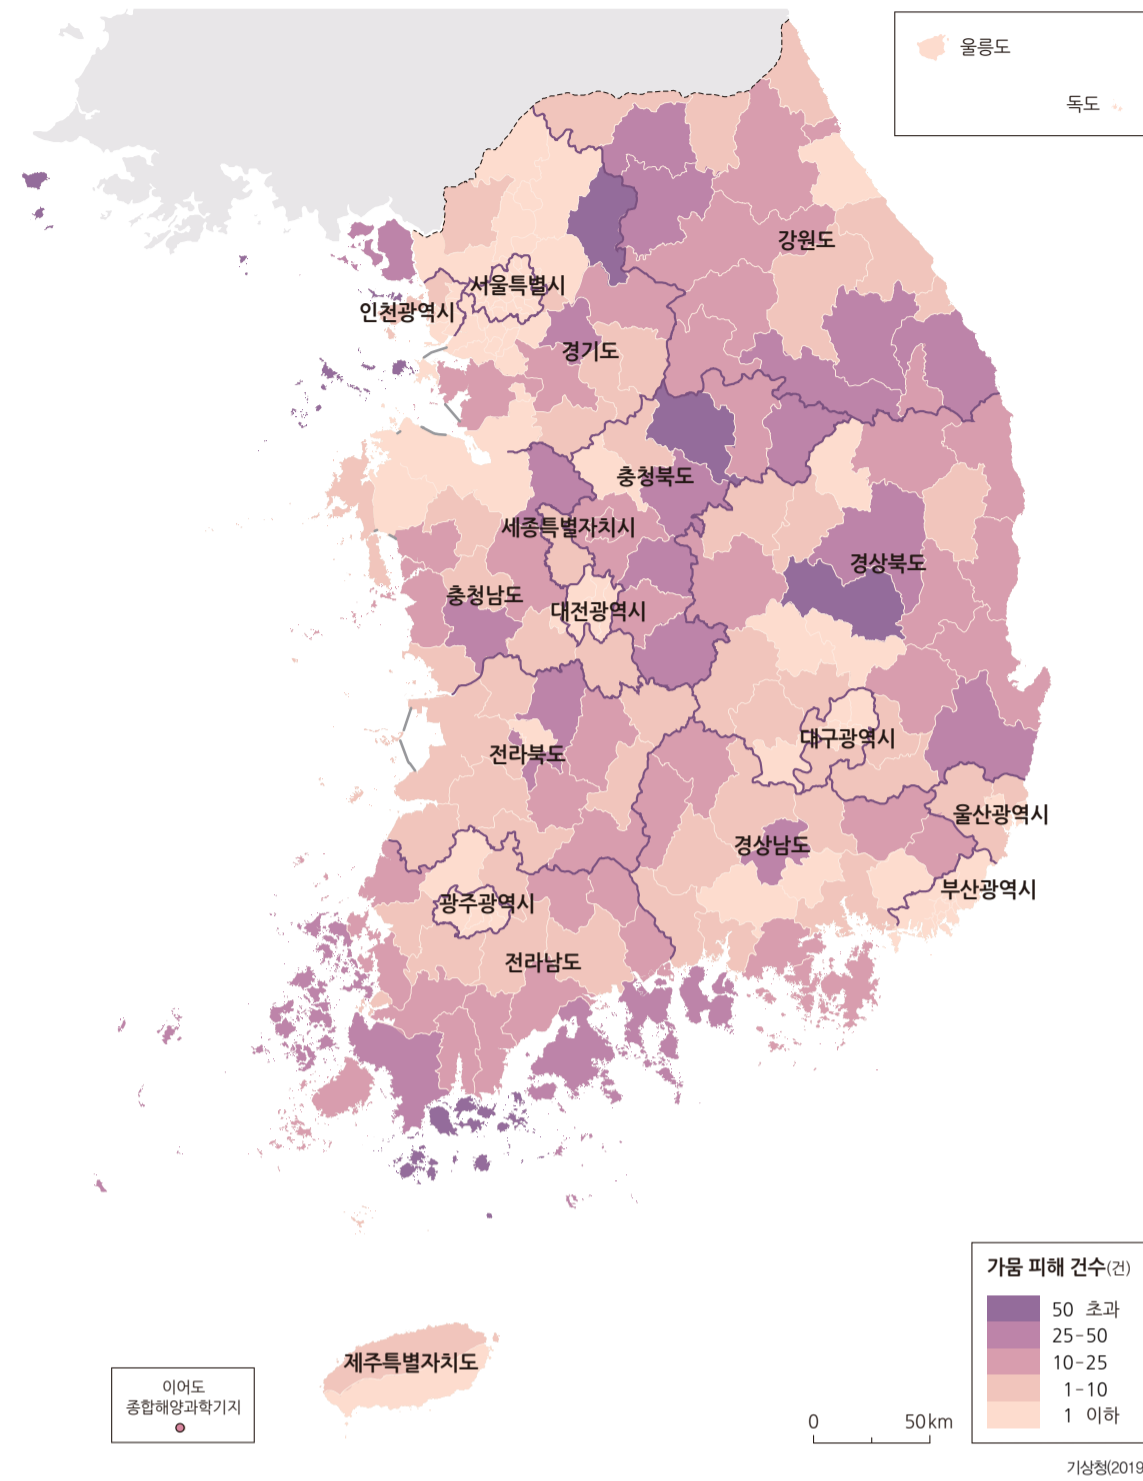 울릉도
독도
강원도
서울특별시
인천광역시
경기도
충청북도
세종특별자치시
경상북도
충청남도
대전광역시
대구광역시
전라북도
울산광역시
경상남도
부산광역시
광주광역시
전라남도
제주특별자치도
가뭄 피해 건수(건)
50 초과
25-50
10-25
1-10
1 이하
이어도
종합해양과학기지
0 50 km
기상청(2019